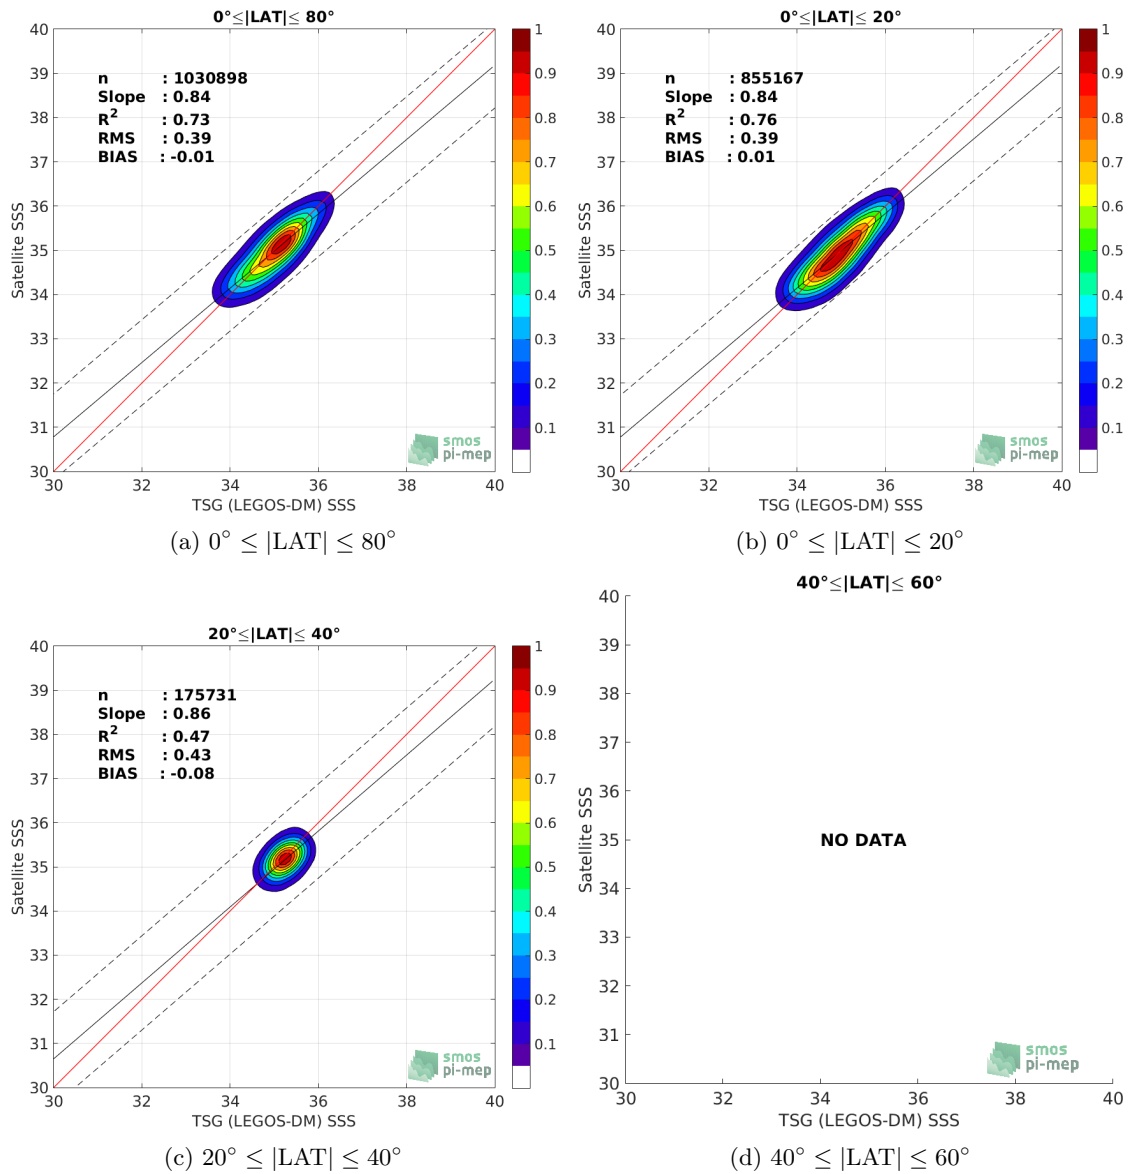 0°≤|LAT|≤ 80°
40
39
38
37
36
35
34
33
32
31
30
Satellite SSS
n : 1030898
Slope : 0.84
R2 : 0.73
RMS : 0.39
BIAS : -0.01
1
0.9
0.8
0.7
0.6
0.5
0.4
0.3
0.2
0.1
smos
pi-mep
30 32 34 36 38 40
TSG (LEGOS-DM) SSS
(a) 0° ≤ |LAT| ≤ 80°
0°≤|LAT|≤ 20°
40
39
38
37
36
35
34
33
32
31
30
Satellite SSS
n : 855167
Slope : 0.84
R2 : 0.76
RMS : 0.39
BIAS : 0.01
1
0.9
0.8
0.7
0.6
0.5
0.4
0.3
0.2
0.1
smos
pi-mep
30 32 34 36 38 40
TSG (LEGOS-DM) SSS
(b) 0° ≤ |LAT| ≤ 20°
20°≤|LAT|≤ 40°
40
39
38
37
36
35
34
33
32
31
30
Satellite SSS
n : 175731
Slope : 0.86
R2 : 0.47
RMS : 0.43
BIAS : -0.08
1
0.9
0.8
0.7
0.6
0.5
0.4
0.3
0.2
0.1
smos
pi-mep
30 32 34 36 38 40
TSG (LEGOS-DM) SSS
(c) 20° ≤ |LAT| ≤ 40°
40°≤|LAT|≤ 60°
40
39
38
37
36
35
34
33
32
31
30
Satellite SSS
NO DATA
smos
pi-mep
30 32 34 36 38 40
TSG (LEGOS-DM) SSS
(d) 40° ≤ |LAT| ≤ 60°